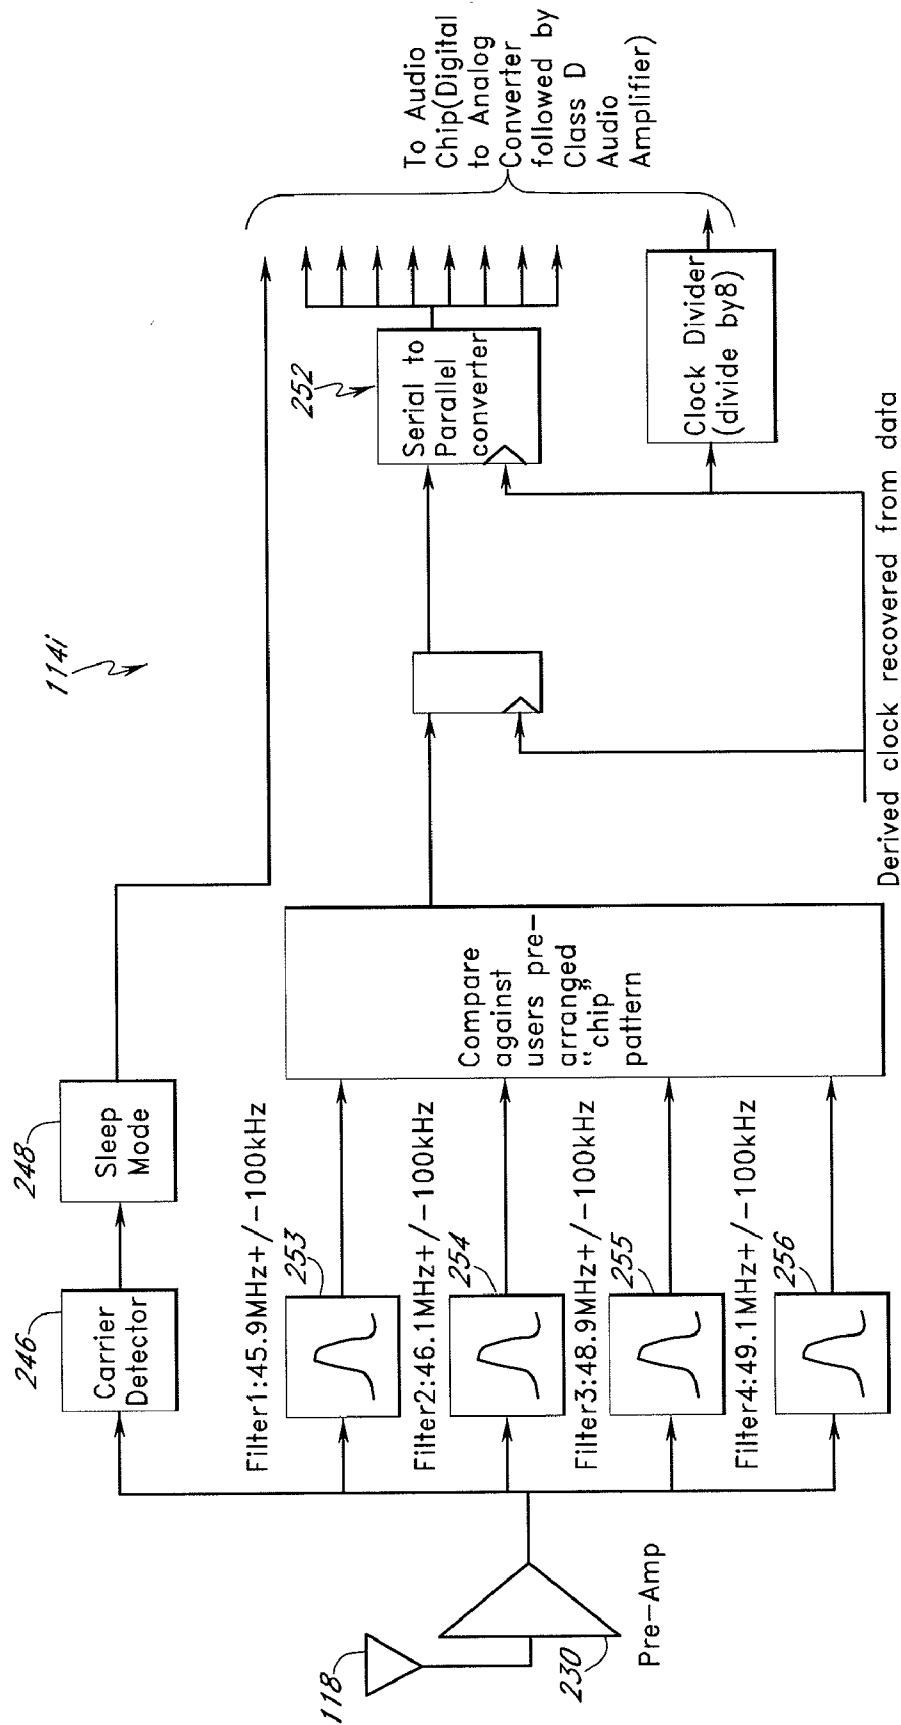 114i
118
230
Pre-Amp
246
Carrier
Detector
248
Sleep
Mode
Filter1:45.9MHz+/-100kHz
253
Filter2:46.1MHz+/-100kHz
254
Filter3:48.9MHz+/-100kHz
255
Filter4:49.1MHz+/-100kHz
256
Compare
against
users pre-
arranged
"chip"
pattern
252
Serial to
Parallel
converter
Clock Divider
(divide by8)
Derived clock recovered from data
To Audio
Chip(Digital
to Analog
Converter
followed by
Class D
Audio
Amplifier)